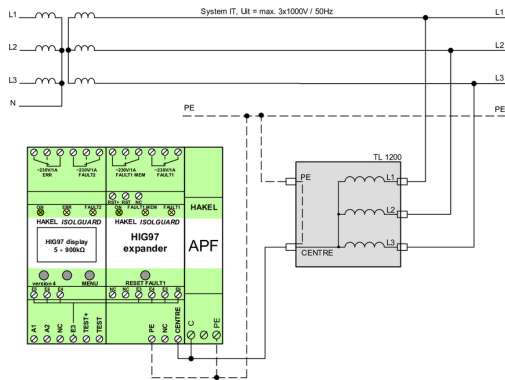 System IT, Uit = max. 3x1000V / 50Hz
L1
L1
L2
L2
L3
L3
N
PE
PE
TL 1200
PE
L1
L2
L3
CENTRE
~230V/1A
ERR
~230V/1A
FAULT2
~230V/1A
FAULT1 MEM
~230V/1A
FAULT1
RST+ RST NC
ON ERR FAULT2
ON FAULT1 MEM FAULT1
HAKEL ISOLGUARD
HAKEL ISOLGUARD
HAKEL
HIG97 display
5 ÷ 900kΩ
HIG97
expander
APF
version 4
MENU
RESET FAULT1
A1
A2
NC
E3
TEST+
TEST
PE
NC
CENTRE
C
PE